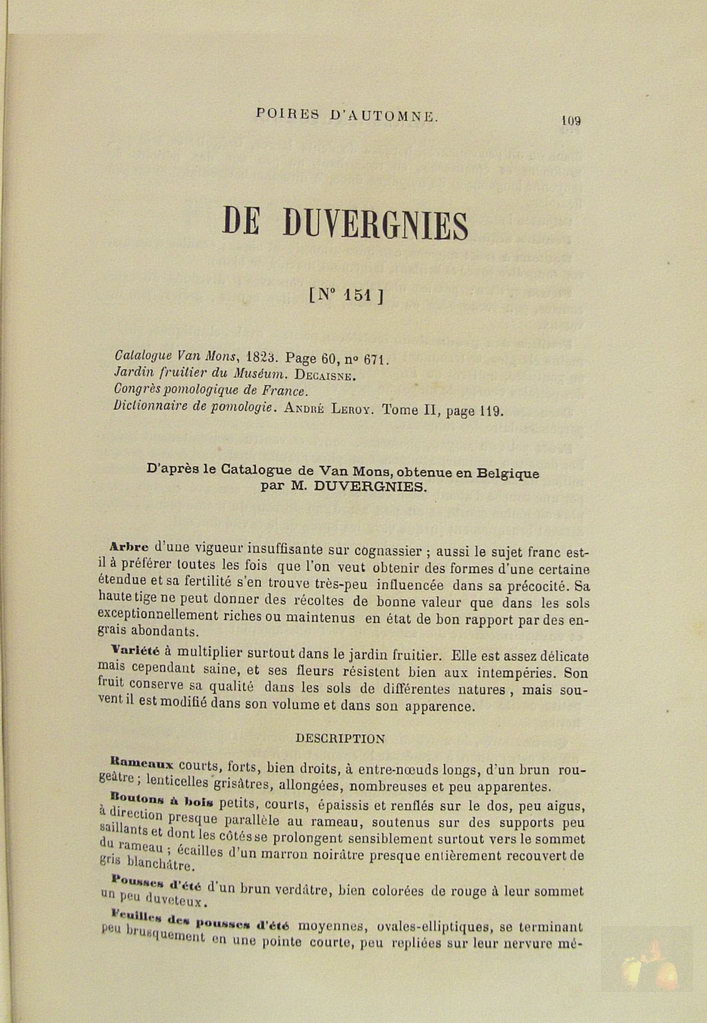 POIRES D'AUTOMNE.
109
DE DUVERGNIES
[N° 151]
Catalogue Van Mons, 1823. Page 60, n° 671.
Jardin fruitier du Muséum. DECAISNE.
Congrès pomologique de France.
Dictionnaire de pomologie. ANDRÉ LEROY. Tome II, page 119.
D'après le Catalogue de Van Mons, obtenue en Belgique
par M. DUVERGNIES.
Arbre d'une vigueur insuffisante sur cognassier ; aussi le sujet franc est-
il à préférer toutes les fois que l'on veut obtenir des formes d'une certaine
étendue et sa fertilité s'en trouve très-peu influencée dans sa précocité. Sa
haute tige ne peut donner des récoltes de bonne valeur que dans les sols
exceptionnellement riches ou maintenus en état de bon rapport par des en-
grais abondants.
Variété à multiplier surtout dans le jardin fruitier. Elle est assez délicate
mais cependant saine, et ses fleurs résistent bien aux intempéries. Son
fruit conserve sa qualité dans les sols de différentes natures, mais sou-
vent il est modifié dans son volume et dans son apparence.
DESCRIPTION
Rameaux courts, forts, bien droits, à entre-nœuds longs, d'un brun rou-
geâtre ; lenticelles grisâtres, allongées, nombreuses et peu apparentes.
Boutons à bois petits, courts, épaissis et renflés sur le dos, peu aigus,
à direction presque parallèle au rameau, soutenus sur des supports peu
saillants et dont les côtés se prolongent sensiblement surtout vers le sommet
du rameau ; écailles d'un marron noirâtre presque entièrement recouvert de
gris blanchâtre.
Pousses d'été d'un brun verdâtre, bien colorées de rouge à leur sommet
un peu duveteux.
Feuilles des pousses d'été moyennes, ovales-elliptiques, se terminant
peu brusquement en une pointe courte, peu repliées sur leur nervure mé-